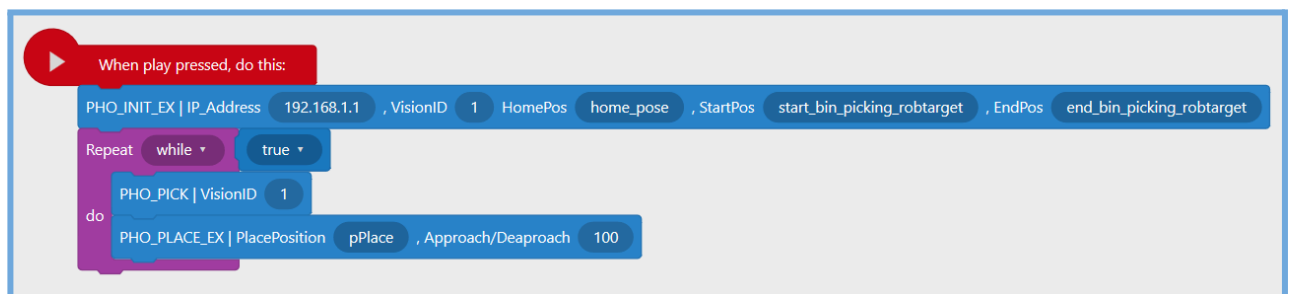 When play pressed, do this:
PHO_INIT_EX | IP_Address 192.168.1.1 , VisionID 1 HomePos home_pose , StartPos start_bin_picking_robtarget , EndPos end_bin_picking_robtarget
Repeat while true
PHO_PICK | VisionID 1
do
PHO_PLACE_EX | PlacePosition pPlace , Approach/Deaproach 100